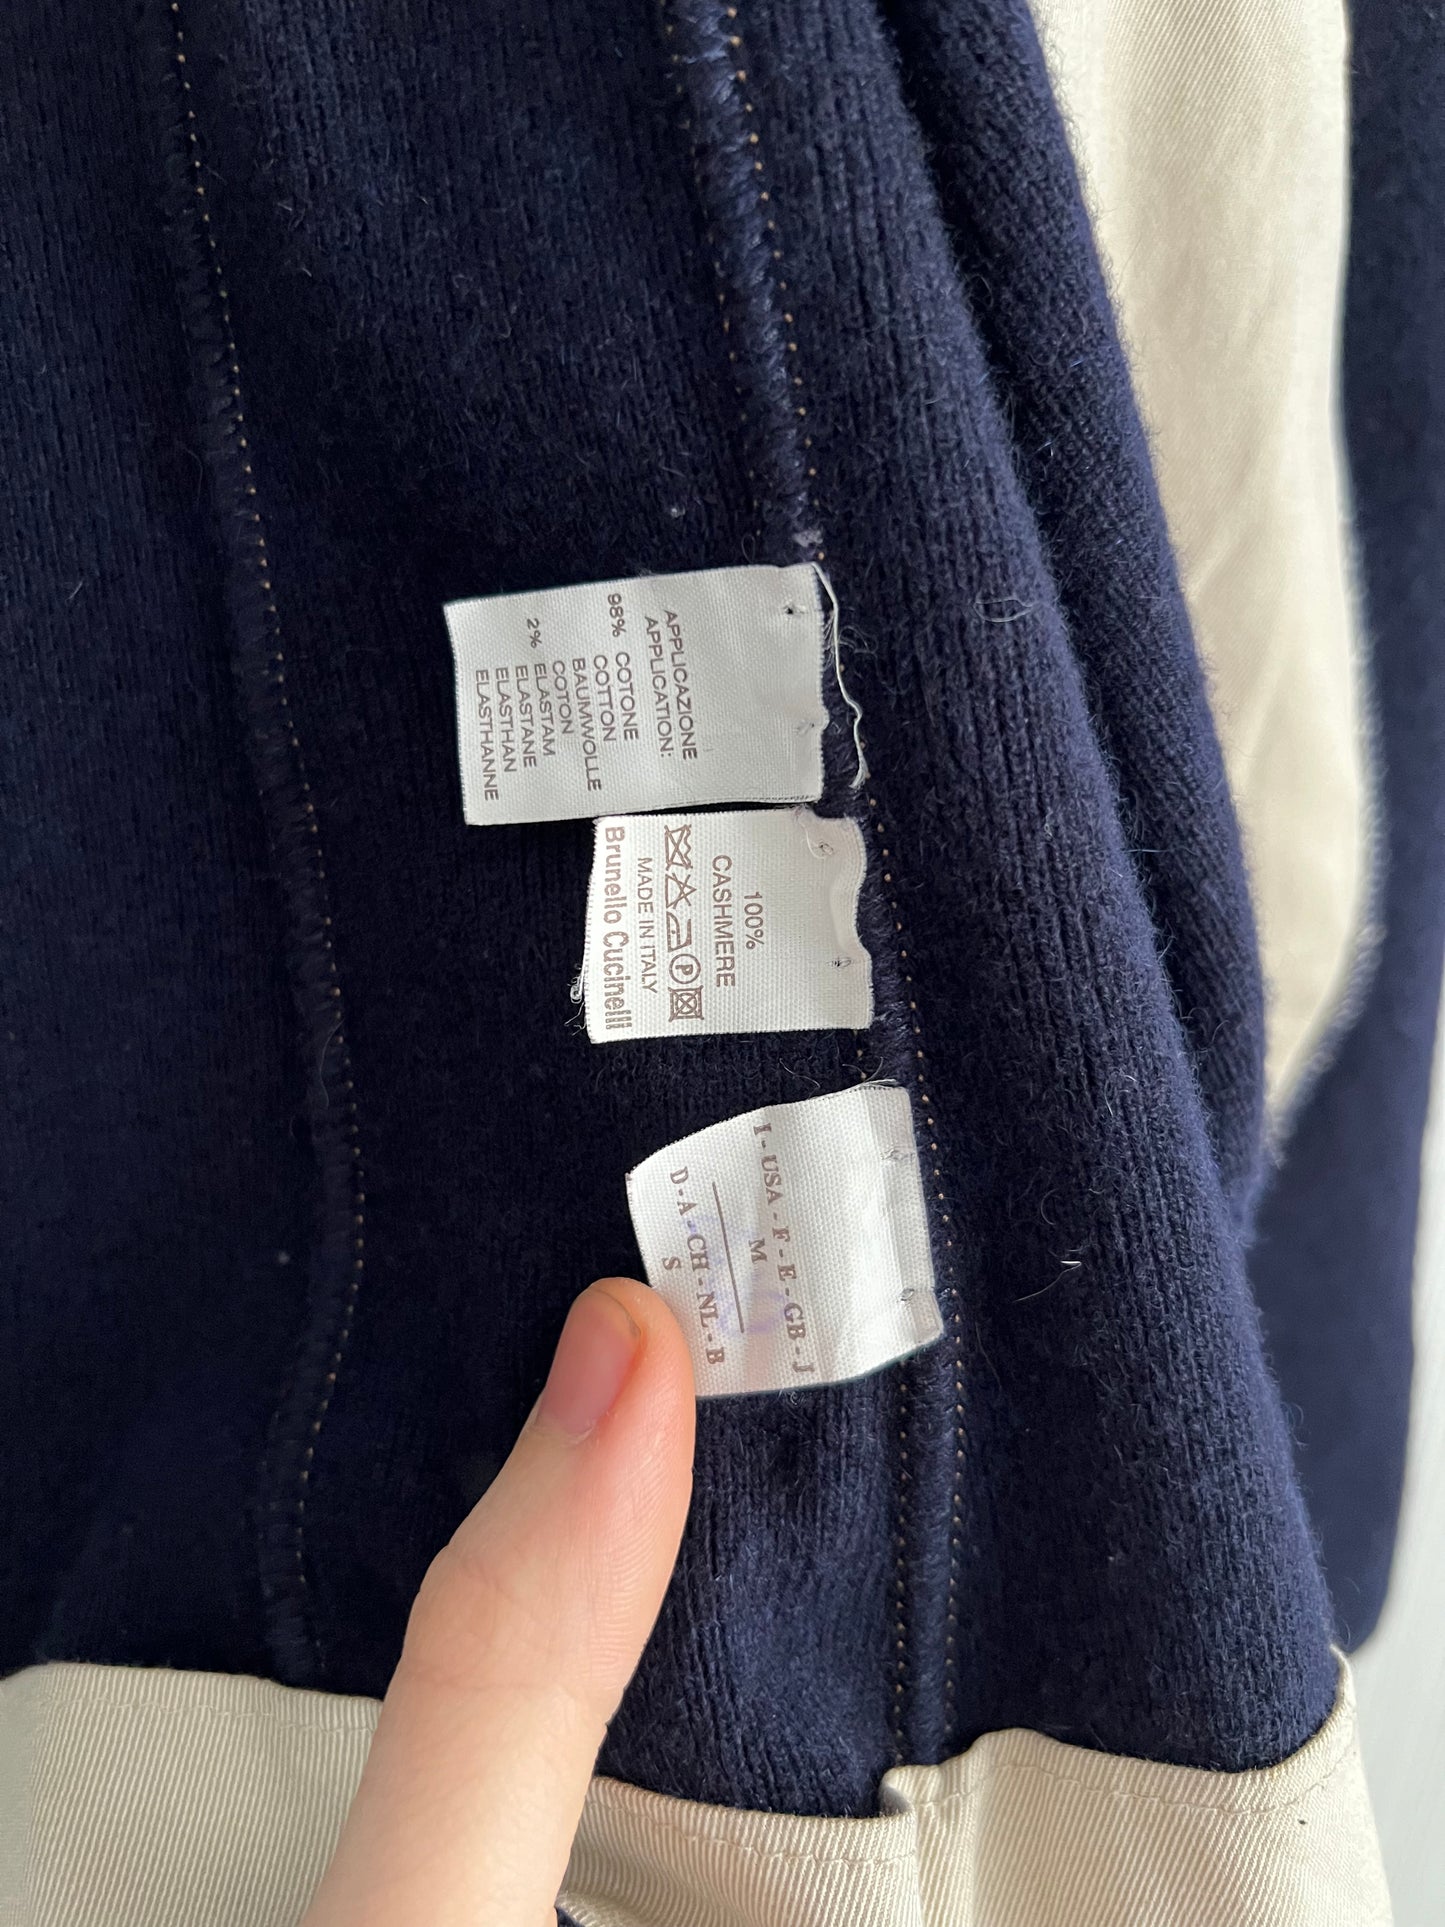 APPLICAZIONE
APPLICATION:
98% COTONE
COTTON
BAUMWOLLE
COTON
2% ELASTAM
ELASTANE
ELASTHAN
ELASTHANNE
100%
CASHMERE
P
MADE IN ITALY
Brunello Cucinelli
I - USA - F - E - GB - J
M
D - A - CH - NL - B
S